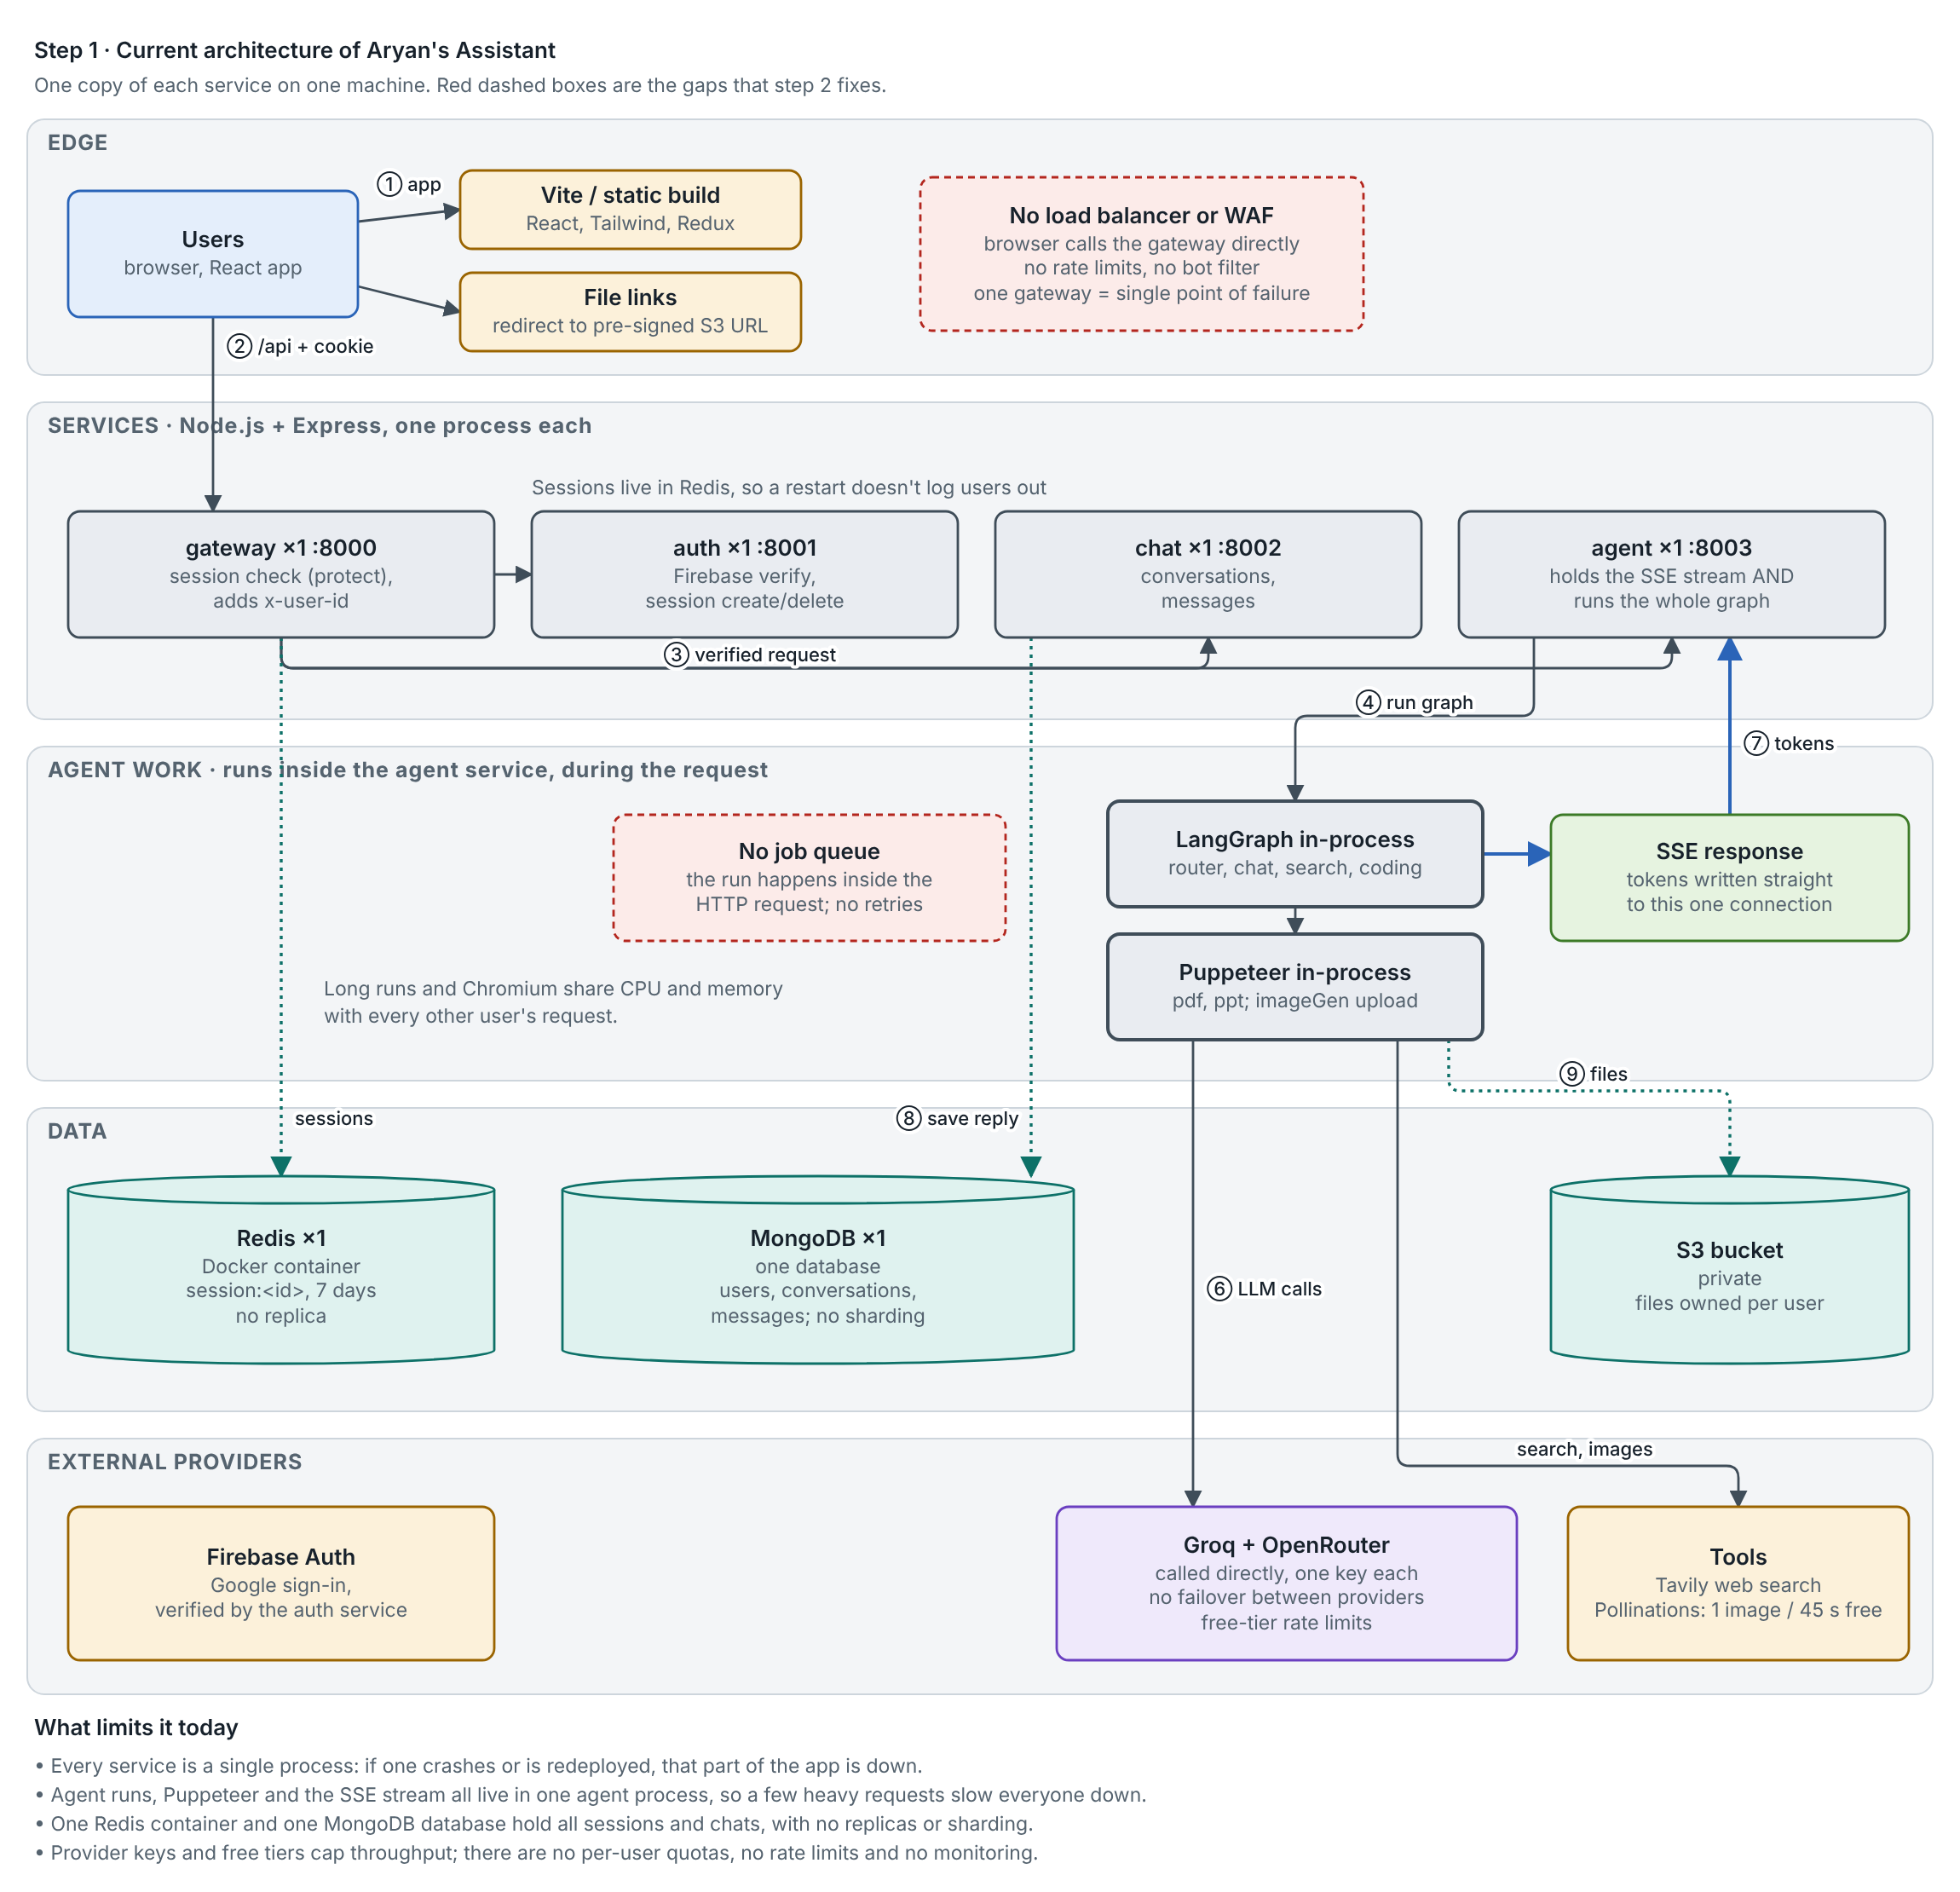 Step 1 · Current architecture of Aryan's Assistant
One copy of each service on one machine. Red dashed boxes are the gaps that step 2 fixes.
EDGE
① app
Users
browser, React app
Vite / static build
React, Tailwind, Redux
File links
redirect to pre-signed S3 URL
No load balancer or WAF
browser calls the gateway directly
no rate limits, no bot filter
one gateway = single point of failure
② /api + cookie
SERVICES · Node.js + Express, one process each
Sessions live in Redis, so a restart doesn't log users out
gateway ×1 :8000
session check (protect),
adds x-user-id
auth ×1 :8001
Firebase verify,
session create/delete
chat ×1 :8002
conversations,
messages
agent ×1 :8003
holds the SSE stream AND
runs the whole graph
③ verified request
④ run graph
⑦ tokens
AGENT WORK · runs inside the agent service, during the request
No job queue
the run happens inside the
HTTP request; no retries
LangGraph in-process
router, chat, search, coding
SSE response
tokens written straight
to this one connection
Puppeteer in-process
pdf, ppt; imageGen upload
Long runs and Chromium share CPU and memory
with every other user's request.
⑨ files
DATA
sessions
⑧ save reply
Redis ×1
Docker container
session:<id>, 7 days
no replica
MongoDB ×1
one database
users, conversations,
messages; no sharding
⑥ LLM calls
S3 bucket
private
files owned per user
EXTERNAL PROVIDERS
search, images
Firebase Auth
Google sign-in,
verified by the auth service
Groq + OpenRouter
called directly, one key each
no failover between providers
free-tier rate limits
Tools
Tavily web search
Pollinations: 1 image / 45 s free
What limits it today
• Every service is a single process: if one crashes or is redeployed, that part of the app is down.
• Agent runs, Puppeteer and the SSE stream all live in one agent process, so a few heavy requests slow everyone down.
• One Redis container and one MongoDB database hold all sessions and chats, with no replicas or sharding.
• Provider keys and free tiers cap throughput; there are no per-user quotas, no rate limits and no monitoring.